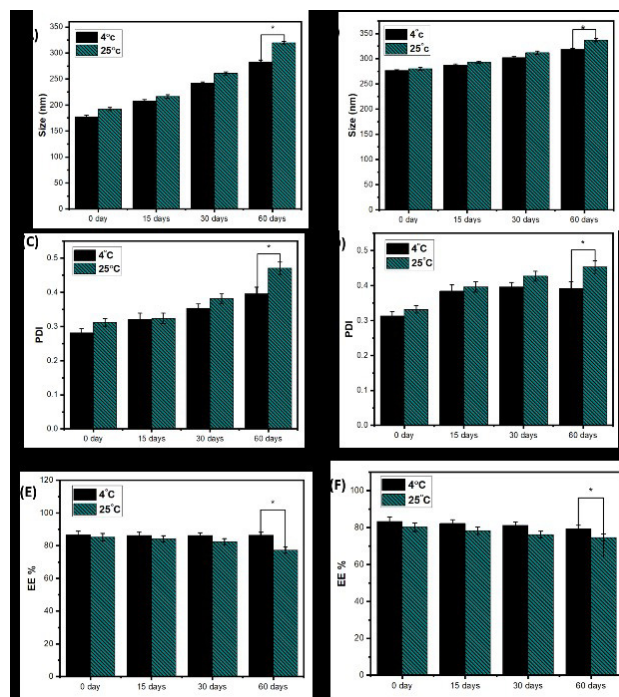 A)
4°c
25°c
*
Size (nm)
350
300
250
200
150
100
50
0
0 day
15 days
30 days
60 days
)
4°c
25°c
*
Size (nm)
350
300
250
200
150
100
50
0
0 day
15 days
30 days
60 days
(C)
4°C
25°C
*
PDI
0.5
0.4
0.3
0.2
0.1
0.0
0 day
15 days
30 days
60 days
D)
4°C
25°C
*
PDI
0.5
0.4
0.3
0.2
0.1
0.0
0 day
15 days
30 days
60 days
(E)
4°C
25°C
*
EE %
120
100
80
60
40
20
0
0 day
15 days
30 days
60 days
(F)
4°C
25°C
*
EE %
100
80
60
40
20
0
0 day
15 days
30 days
60 days